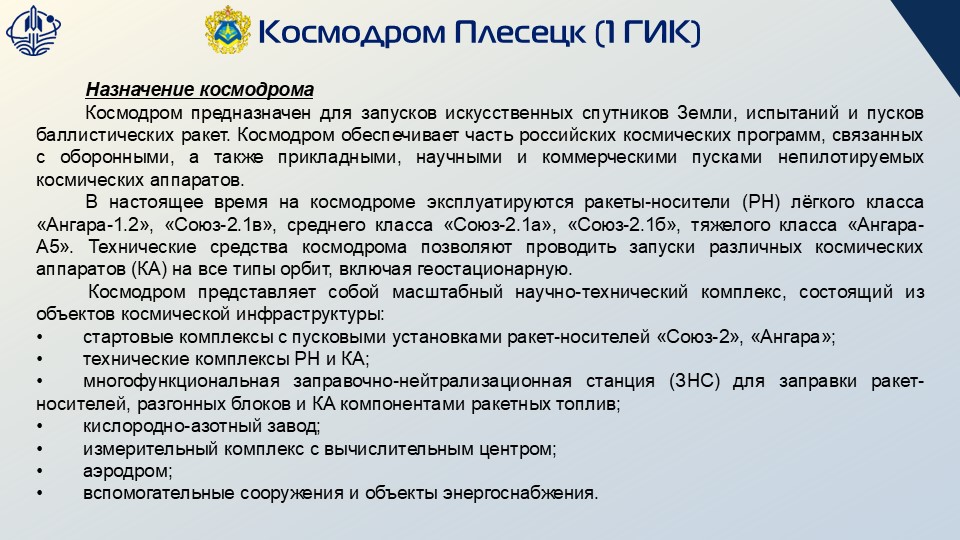 Космодром Плесецк (1 ГИК)
Назначение космодрома
Космодром предназначен для запусков искусственных спутников Земли, испытаний и пусков
баллистических ракет. Космодром обеспечивает часть российских космических программ, связанных
с оборонными, а также прикладными, научными и коммерческими пусками непилотируемых
космических аппаратов.
В настоящее время на космодроме эксплуатируются ракеты-носители (РН) лёгкого класса
«Ангара-1.2», «Союз-2.1в», среднего класса «Союз-2.1а», «Союз-2.1б», тяжелого класса «Ангара-
А5». Технические средства космодрома позволяют проводить запуски различных космических
аппаратов (КА) на все типы орбит, включая геостационарную.
Космодром представляет собой масштабный научно-технический комплекс, состоящий из
объектов космической инфраструктуры:
• стартовые комплексы с пусковыми установками ракет-носителей «Союз-2», «Ангара»;
• технические комплексы РН и КА;
• многофункциональная заправочно-нейтрализационная станция (ЗНС) для заправки ракет-
носителей, разгонных блоков и КА компонентами ракетных топлив;
• кислородно-азотный завод;
• измерительный комплекс с вычислительным центром;
• аэродром;
• вспомогательные сооружения и объекты энергоснабжения.